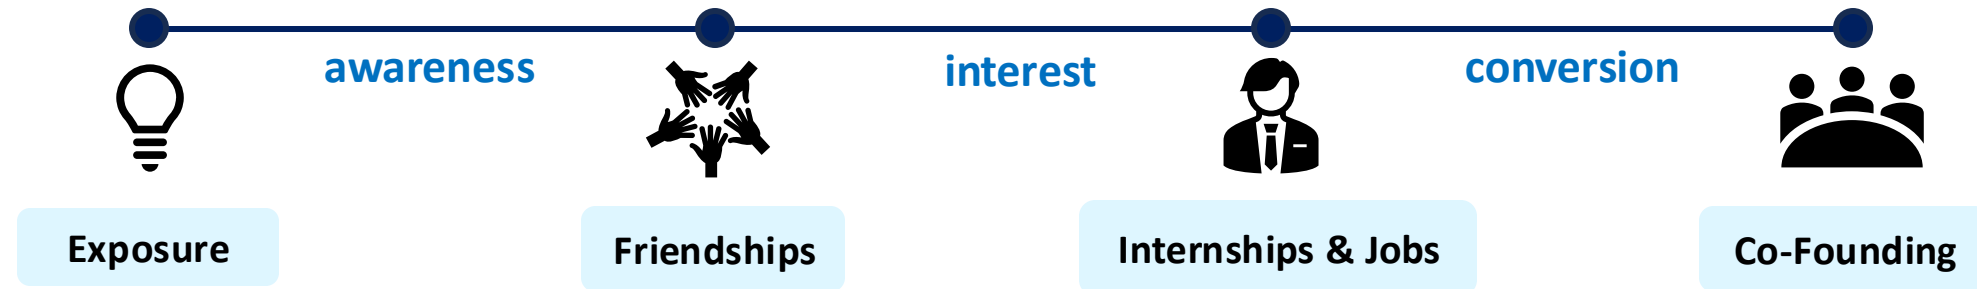 awareness
interest
conversion
Exposure
Friendships
Internships & Jobs
Co-Founding